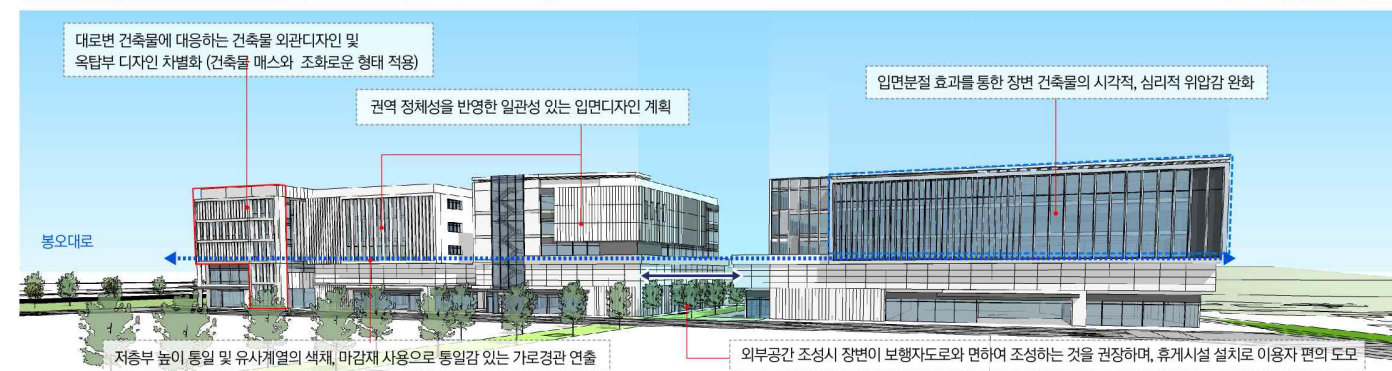 대로변 건축물에 대응하는 건축물 외관디자인 및
옥탑부 디자인 차별화 (건축물 매스와 조화로운 형태 적용)
권역 정체성을 반영한 일관성 있는 입면디자인 계획
입면분절 효과를 통한 장변 건축물의 시각적, 심리적 위압감 완화
봉오대로
저층부 높이 통일 및 유사계열의 색채, 마감재 사용으로 통일감 있는 가로경관 연출
외부공간 조성시 장변이 보행자도로와 면하여 조성하는 것을 권장하며, 휴게시설 설치로 이용자 편의 도모